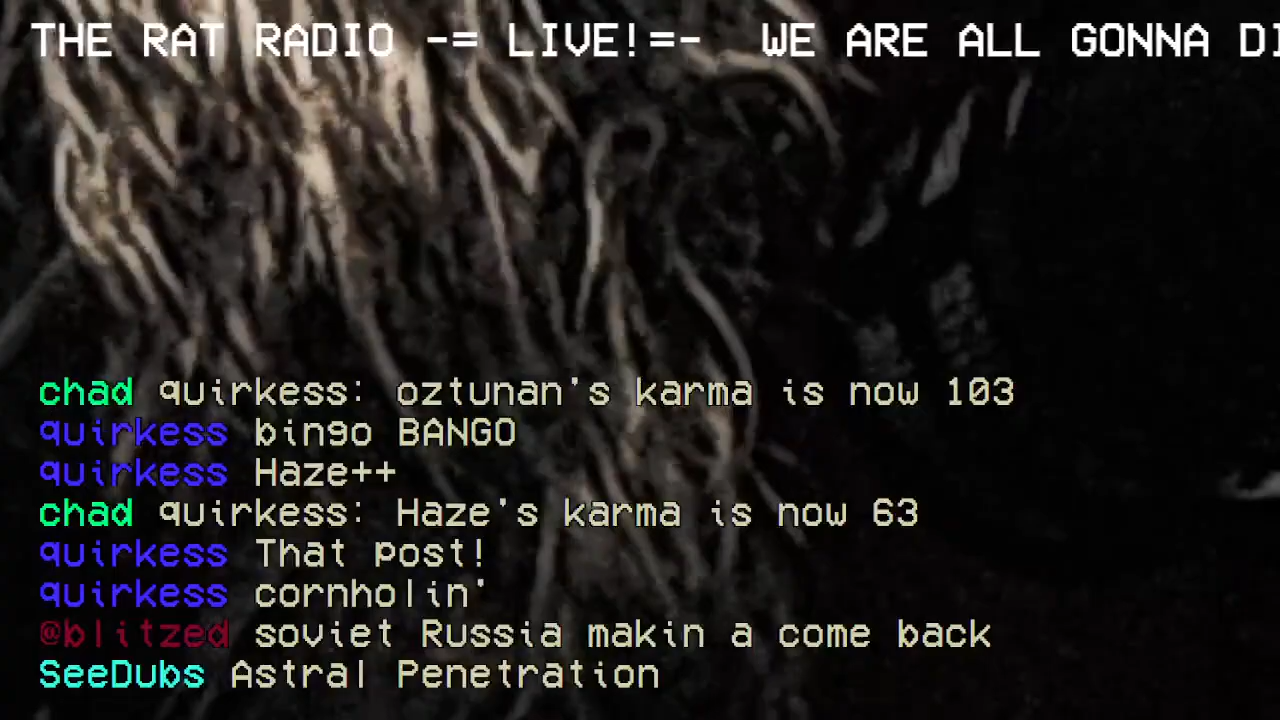 THE RAT RADIO -= LIVE!=- WE ARE ALL GONNA DI
chad quirkess: oztunan's karma is now 103
quirkess bingo BANGO
quirkess Haze++
chad quirkess: Haze's karma is now 63
quirkess That post!
quirkess cornholin'
@blitzed soviet Russia makin a come back
SeeDubs Astral Penetration